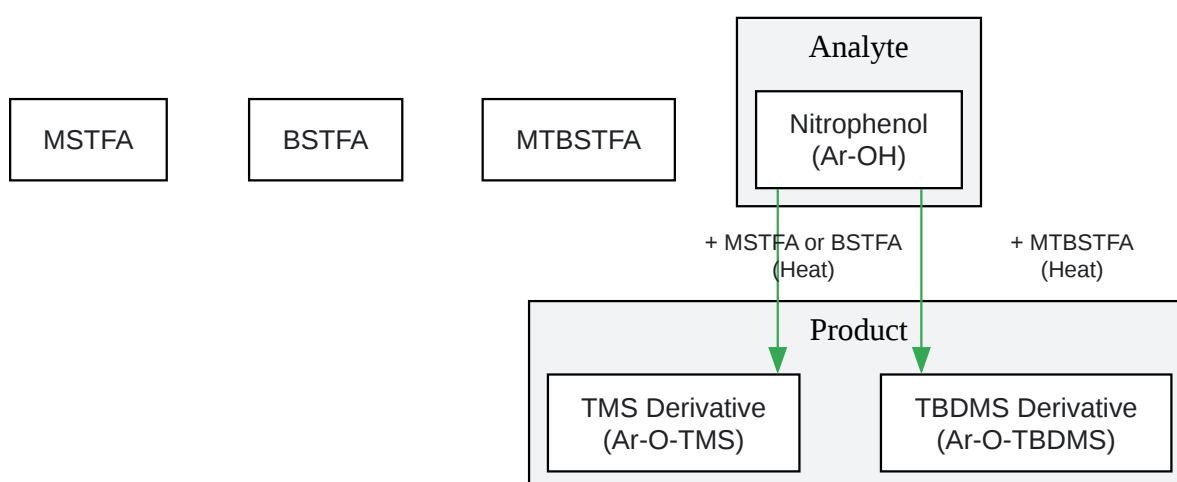 Analyte
MSTFA
BSTFA
MTBSTFA
Nitrophenol
(Ar-OH)
+ MSTFA or BSTFA
(Heat)
+ MTBSTFA
(Heat)
Product
TMS Derivative
(Ar-O-TMS)
TBDMS Derivative
(Ar-O-TBDMS)